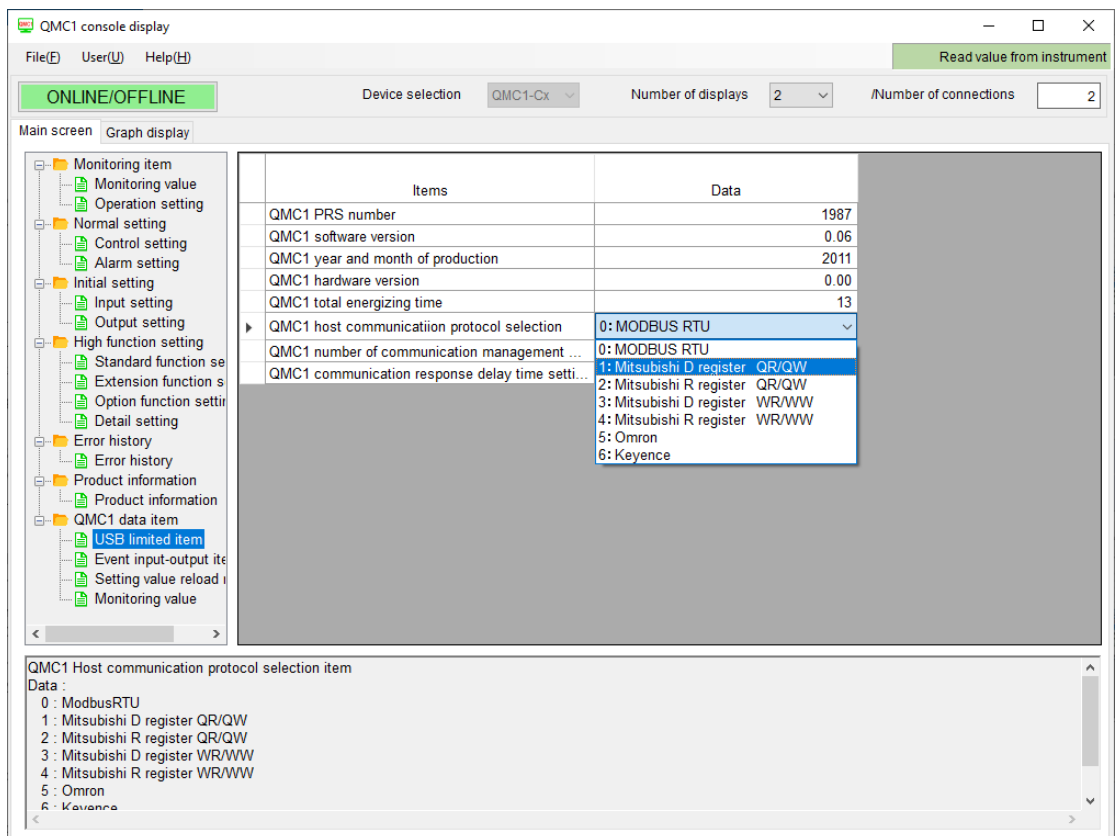 QMC1 console display
File(F) User(U) Help(H)
Read value from instrument
ONLINE/OFFLINE
Device selection QMC1-Cx
Number of displays 2
/Number of connections 2
Main screen Graph display
Monitoring item
Monitoring value
Operation setting
Normal setting
Control setting
Alarm setting
Initial setting
Input setting
Output setting
High function setting
Standard function se
Extension function s
Option function settin
Detail setting
Error history
Error history
Product information
Product information
QMC1 data item
USB limited item
Event input-output ite
Setting value reload
Monitoring value
Items Data
QMC1 PRS number 1987
QMC1 software version 0.06
QMC1 year and month of production 2011
QMC1 hardware version 0.00
QMC1 total energizing time 13
QMC1 host communicatiion protocol selection 0: MODBUS RTU
QMC1 number of communication management ...
QMC1 communication response delay time setti...
0: MODBUS RTU
1: Mitsubishi D register QR/QW
2: Mitsubishi R register QR/QW
3: Mitsubishi D register WR/WW
4: Mitsubishi R register WR/WW
5: Omron
6: Keyence
QMC1 Host communication protocol selection item
Data :
0 : ModbusRTU
1 : Mitsubishi D register QR/QW
2 : Mitsubishi R register QR/QW
3 : Mitsubishi D register WR/WW
4 : Mitsubishi R register WR/WW
5 : Omron
6 : Keyence